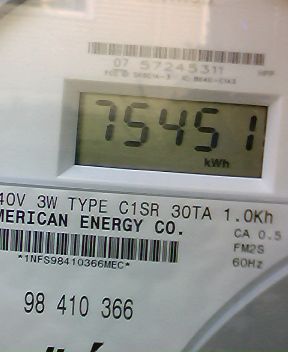 07 57245311
75451
kWh
40V 3W TYPE C1SR 30TA 1.0Kh
MERICAN ENERGY CO.
CA 0.5
FM2S
*1NFS98410366MEC*
60Hz
98 410 366